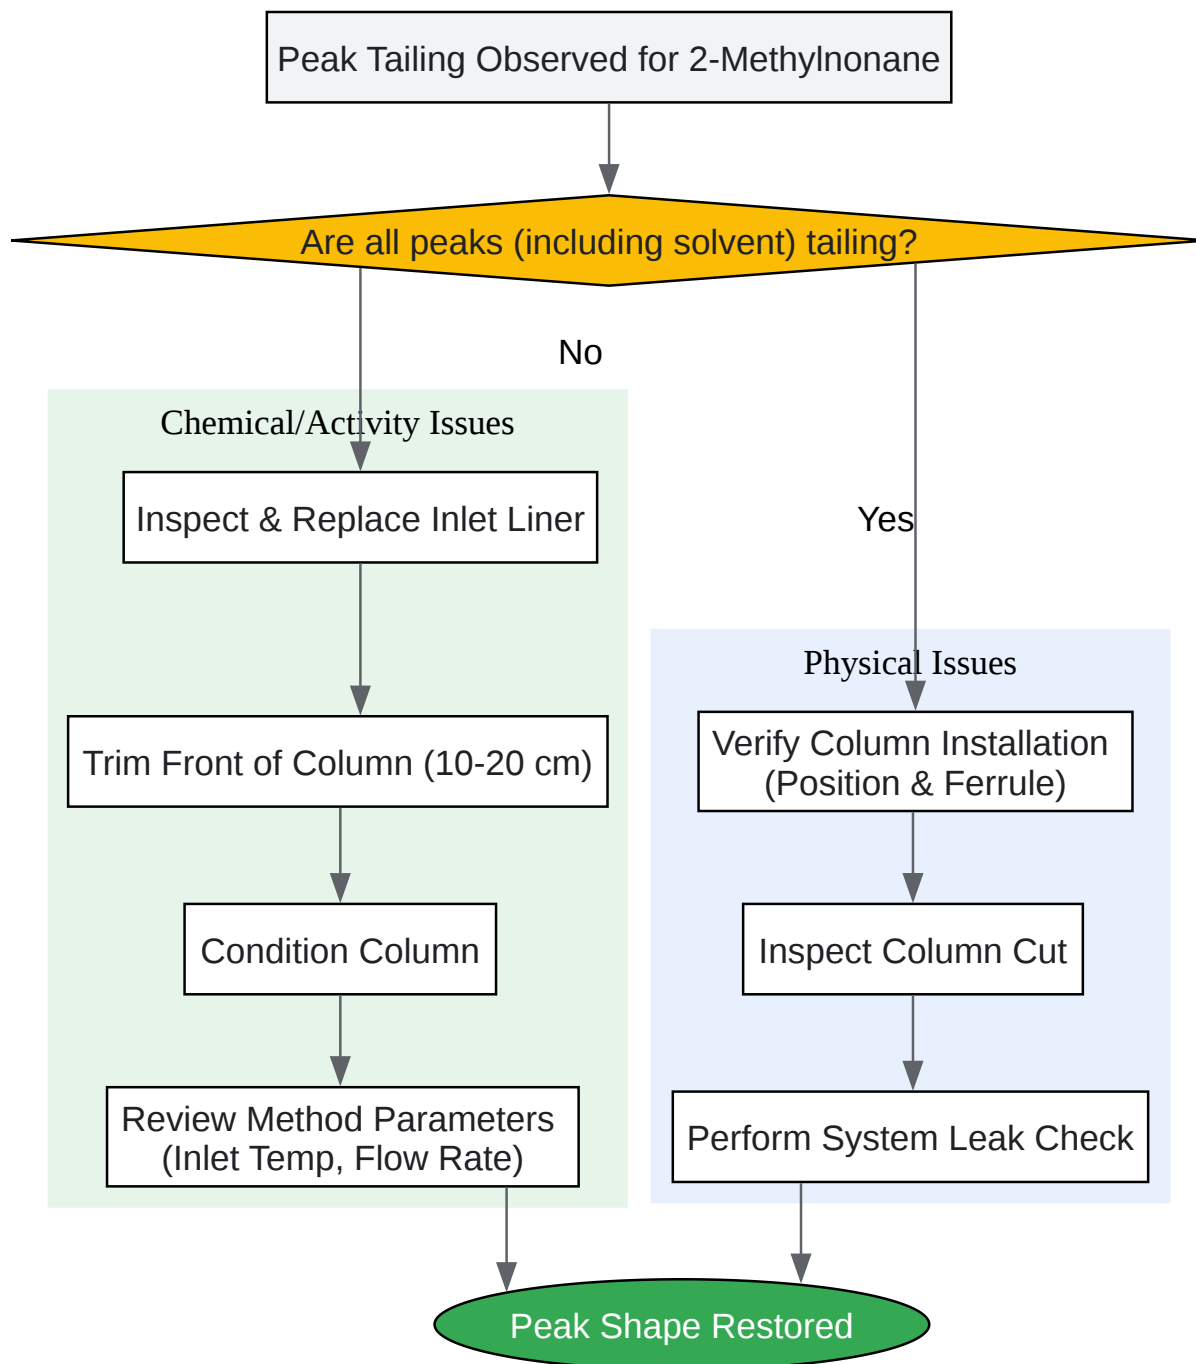 Peak Tailing Observed for 2-Methylnonane
Are all peaks (including solvent) tailing?
No
Chemical/Activity Issues
Inspect & Replace Inlet Liner
Trim Front of Column (10-20 cm)
Condition Column
Review Method Parameters
(Inlet Temp, Flow Rate)
Yes
Physical Issues
Verify Column Installation
(Position & Ferrule)
Inspect Column Cut
Perform System Leak Check
Peak Shape Restored